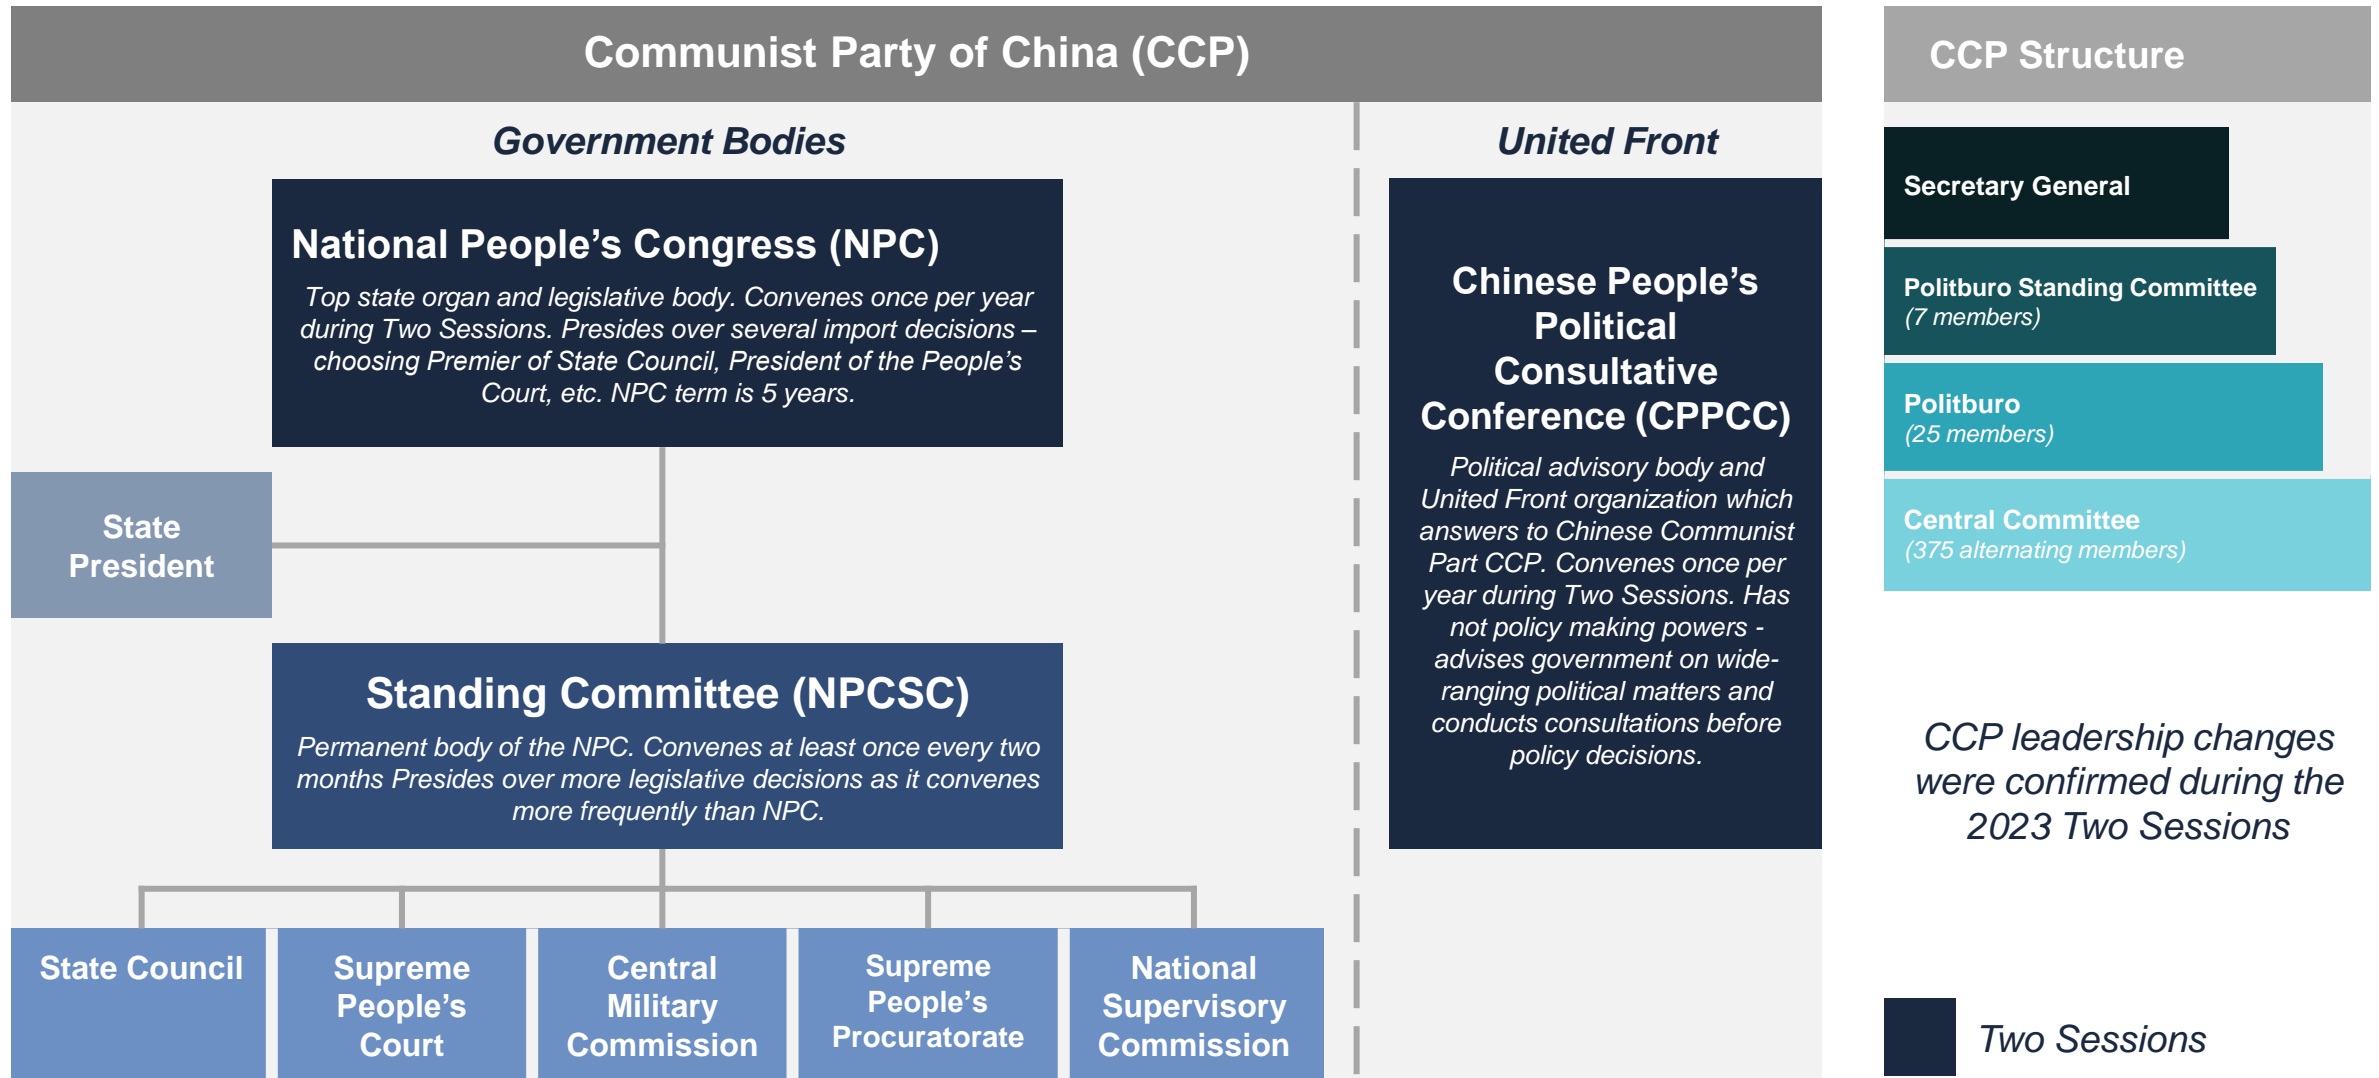 Communist Party of China (CCP)
Government Bodies
National People’s Congress (NPC)
Top state organ and legislative body. Convenes once per year
during Two Sessions. Presides over several import decisions –
choosing Premier of State Council, President of the People’s
Court, etc. NPC term is 5 years.
State
President
Standing Committee (NPCSC)
Permanent body of the NPC. Convenes at least once every two
months Presides over more legislative decisions as it convenes
more frequently than NPC.
State Council
Supreme
People’s
Court
Central
Military
Commission
Supreme
People’s
Procuratorate
National
Supervisory
Commission
United Front
Chinese People’s
Political
Consultative
Conference (CPPCC)
Political advisory body and
United Front organization which
answers to Chinese Communist
Part CCP. Convenes once per
year during Two Sessions. Has
not policy making powers -
advises government on wide-
ranging political matters and
conducts consultations before
policy decisions.
CCP Structure
Secretary General
Politburo Standing Committee
(7 members)
Politburo
(25 members)
Central Committee
(375 alternating members)
CCP leadership changes
were confirmed during the
2023 Two Sessions
Two Sessions